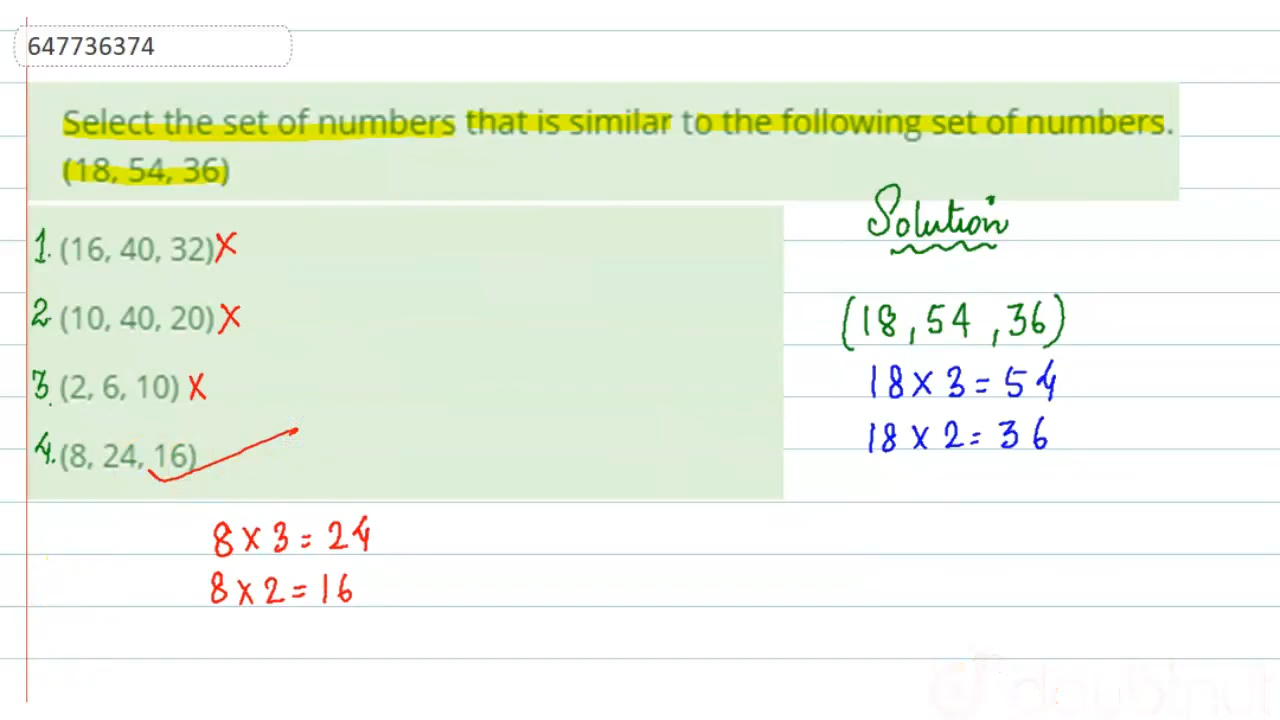 647736374
Select the set of numbers that is similar to the following set of numbers.
(18, 54, 36)
1. (16, 40, 32) X
2 (10, 40, 20) X
3. (2, 6, 10) X
4. (8, 24, 16)
8 X 3 = 24
8 X 2 = 16
Solution
(18, 54, 36)
18 X 3 = 54
18 X 2 = 36
doubtnut